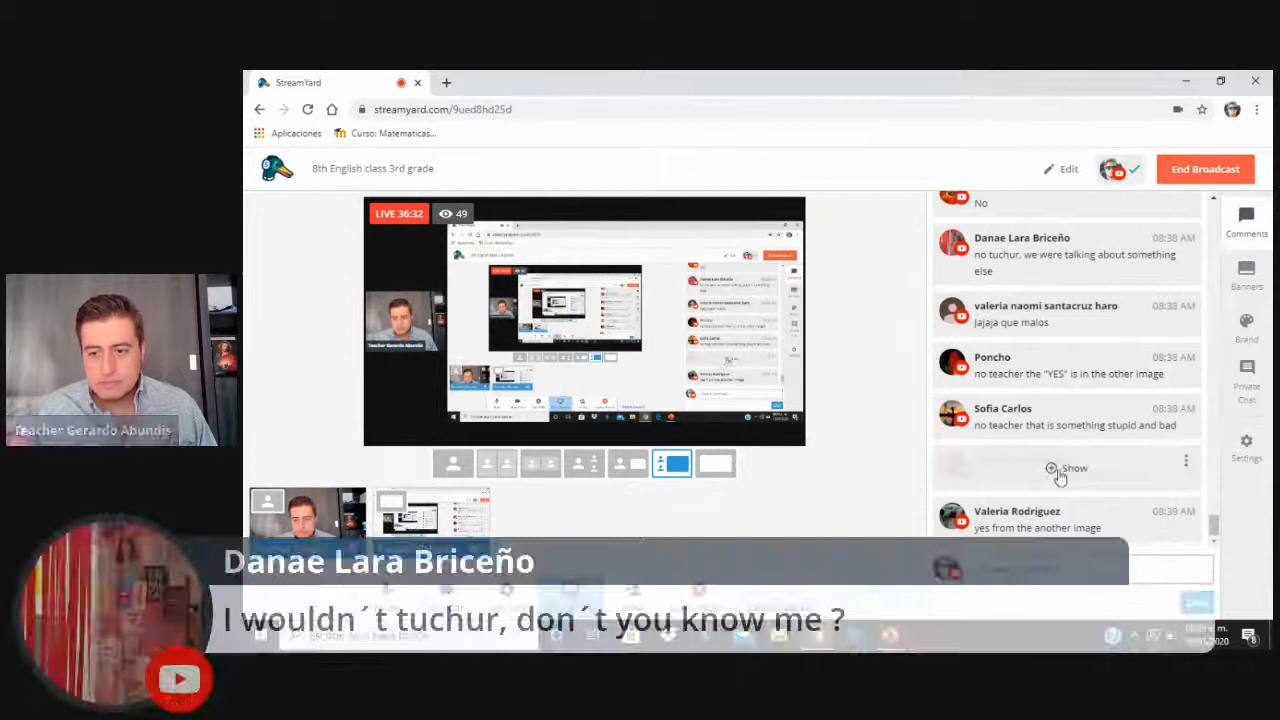 StreamYard
streamyard.com/9ued8hd25d
Aplicaciones
Curso: Matematicas...
8th English class 3rd grade
Edit
End Broadcast
LIVE 36:32
49
Teacher Gerardo Abundis
Teacher Gerardo Abundis
No
Danae Lara Briceño 08:38 AM
no tuchur, we were talking about something
else
valeria naomi santacruz haro 08:38 AM
Jajaja que malos
Poncho 08:38 AM
no teacher the "YES" is in the other image
Sofia Carlos 08:38 AM
no teacher that is something stupid and bad
Show
Valeria Rodriguez 08:39 AM
yes from the another image
Comments
Banners
Brand
Private
Chat
Settings
Danae Lara Briceño
I wouldn´t tuchur, don´t you know me ?